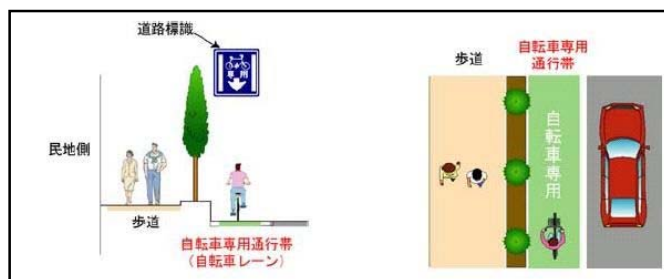 道路標識
専用
民地側
歩道
自転車専用通行帯
(自転車レーン)
歩道
自転車専用
通行帯
自転車専用